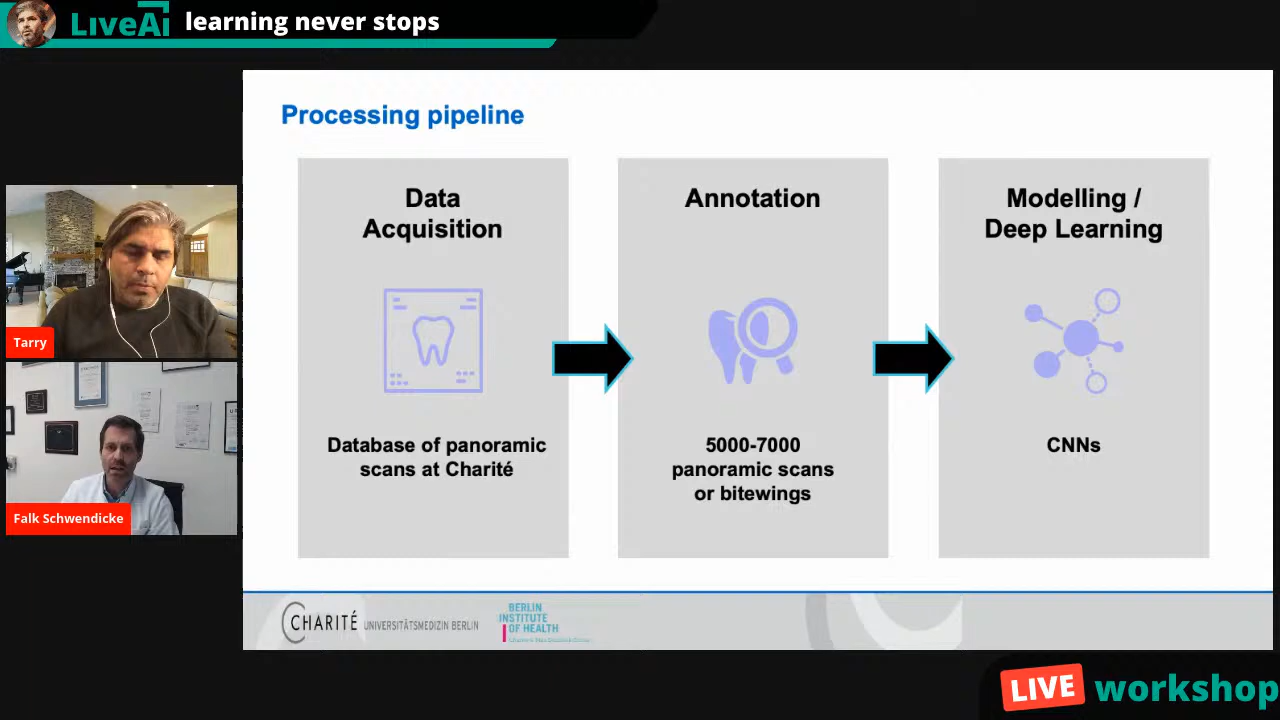 LiveAi learning never stops
Processing pipeline
Data
Acquisition
Database of panoramic
scans at Charité
Annotation
5000-7000
panoramic scans
or bitewings
Modelling /
Deep Learning
CNNs
Tarry
Falk Schwendicke
CHARITÉ UNIVERSITÄTSMEDIZIN BERLIN
BERLIN
INSTITUTE
OF HEALTH
LIVE workshop